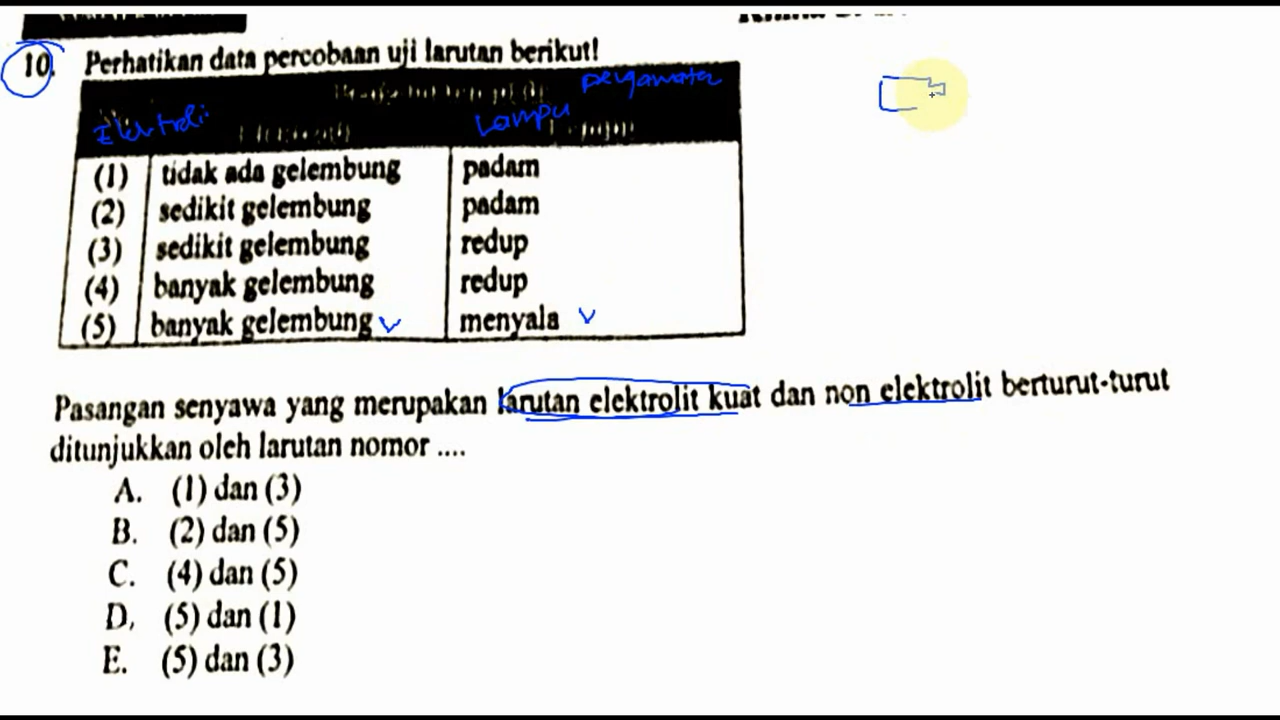 10. Perhatikan data percobaan uji larutan berikut!
pengamatan
Elektroli
Lampu
(1) tidak ada gelembung padam
(2) sedikit gelembung padam
(3) sedikit gelembung redup
(4) banyak gelembung redup
(5) banyak gelembung menyala
Pasangan senyawa yang merupakan larutan elektrolit kuat dan non elektrolit berturut-turut
ditunjukkan oleh larutan nomor ....
A. (1) dan (3)
B. (2) dan (5)
C. (4) dan (5)
D. (5) dan (1)
E. (5) dan (3)